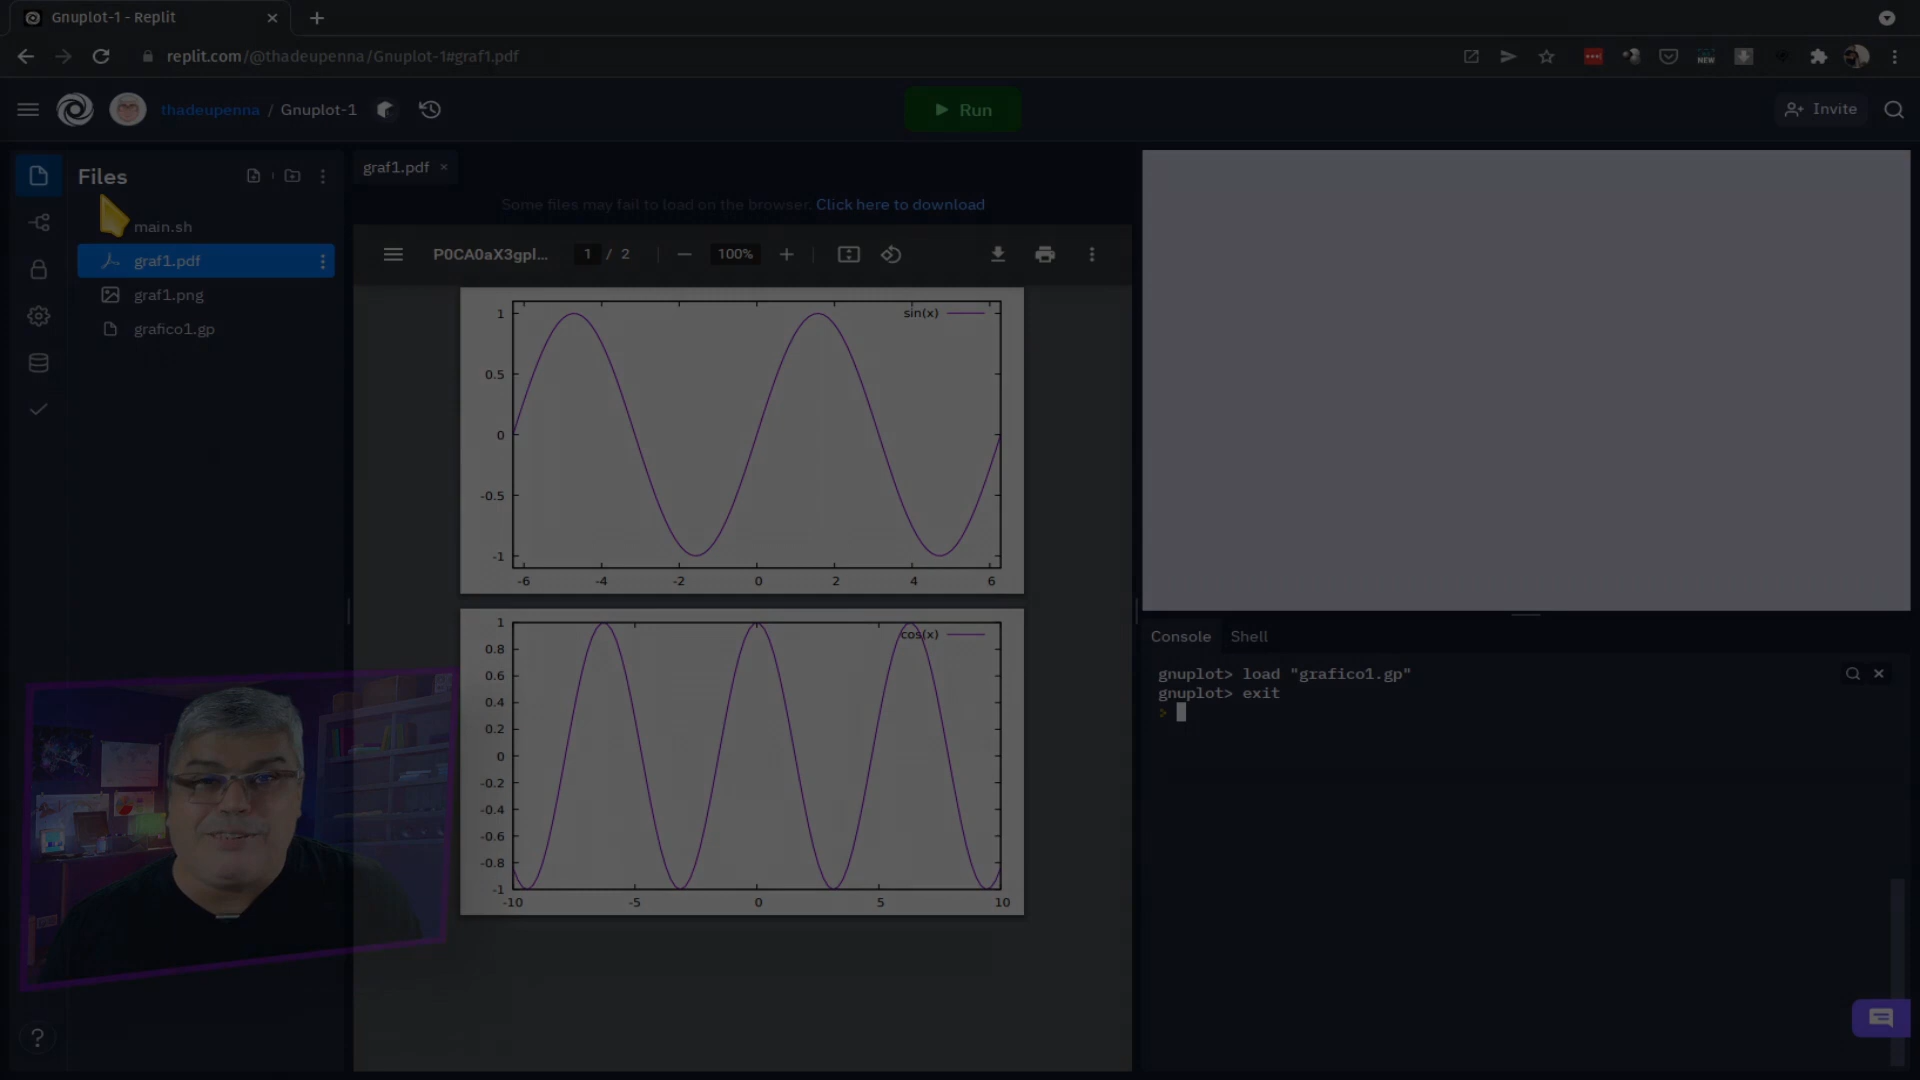 Gnuplot-1 - Replit
replit.com/@thadeupenna/Gnuplot-1#graf1.pdf
NEW
thadeupenna / Gnuplot-1
Run
Invite
Files
main.sh
graf1.pdf
graf1.png
grafico1.gp
graf1.pdf
Some files may fail to load on the browser. Click here to download
P0CA0aX3gpl... 1 / 2 100%
sin(x)
1
0.5
0
-0.5
-1
-6 -4 -2 0 2 4 6
cos(x)
1
0.8
0.6
0.4
0.2
0
-0.2
-0.4
-0.6
-0.8
-1
-10 -5 0 5 10
Console Shell
gnuplot> load "grafico1.gp"
gnuplot> exit
>
?